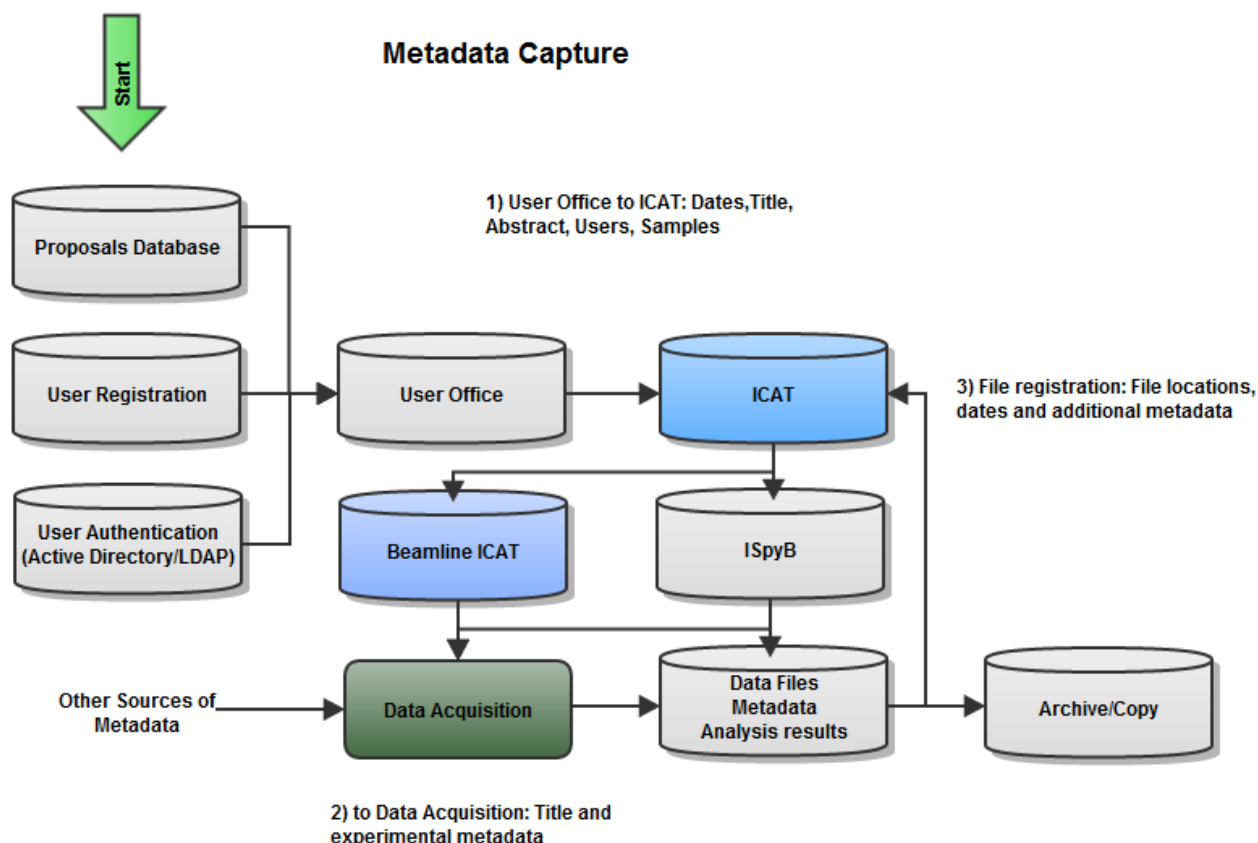 Start
Metadata Capture
1) User Office to ICAT: Dates,Title,
Abstract, Users, Samples
Proposals Database
User Registration
User Office
ICAT
3) File registration: File locations,
dates and additional metadata
User Authentication
(Active Directory/LDAP)
Beamline ICAT
ISpyB
Other Sources of
Metadata
Data Acquisition
Data Files
Metadata
Analysis results
Archive/Copy
2) to Data Acquisition: Title and
experimental metadata